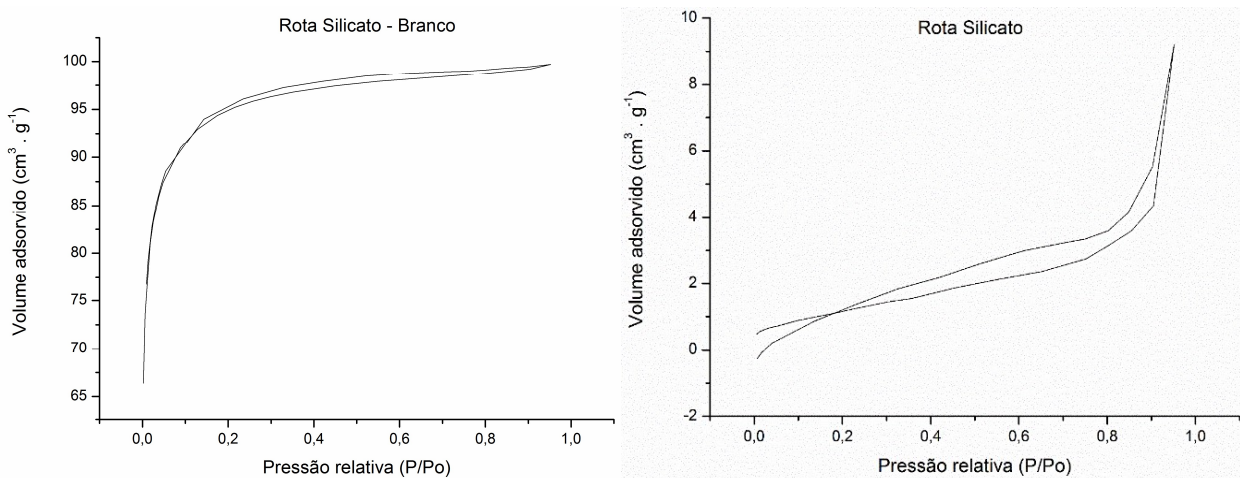 Rota Silicato - Branco
Volume adsorvido (cm³ . g⁻¹)
100
95
90
85
80
75
70
65
0,0 0,2 0,4 0,6 0,8 1,0
Pressão relativa (P/Po)
Rota Silicato
Volume adsorvido (cm³ . g⁻¹)
10
8
6
4
2
0
-2
0,0 0,2 0,4 0,6 0,8 1,0
Pressão relativa (P/Po)